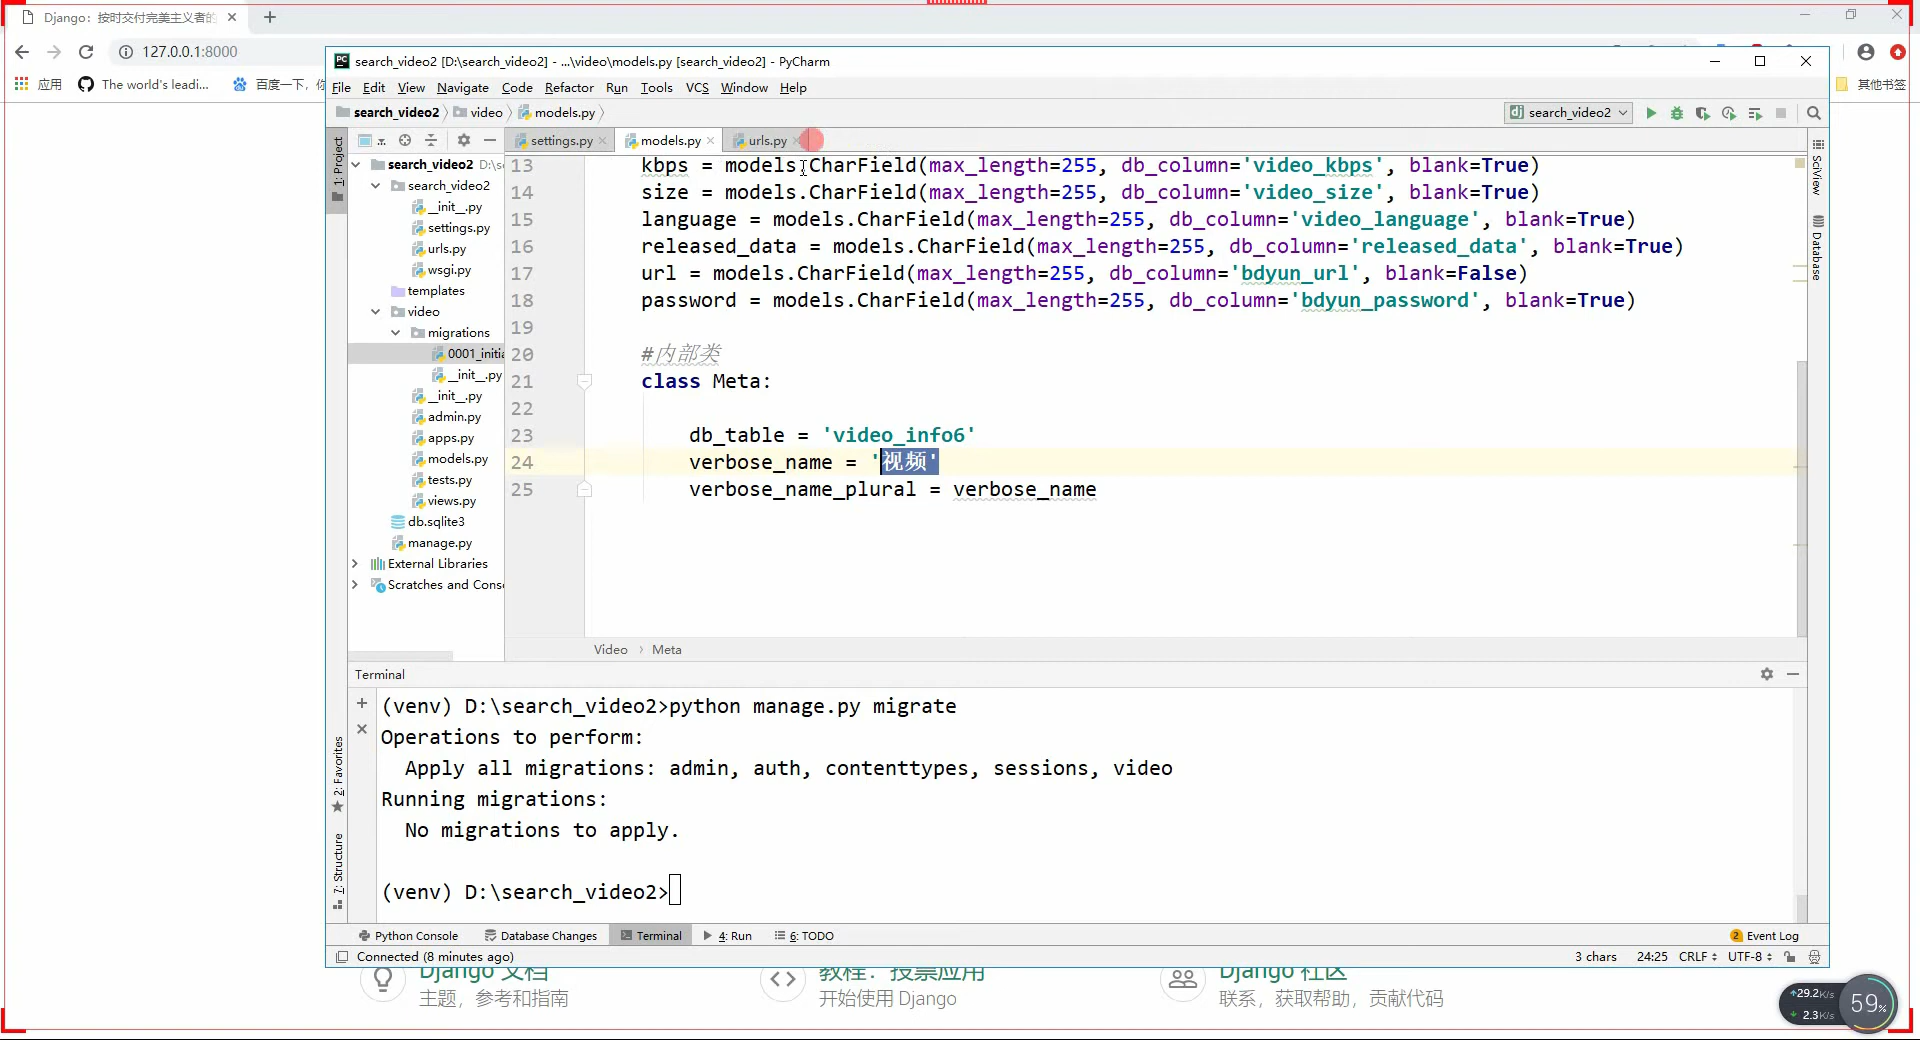 Django：按时交付完美主义者的
127.0.0.1:8000
应用
The world's leadi...
百度一下，你
其他书签
search_video2 [D:\search_video2] - ...\video\models.py [search_video2] - PyCharm
File Edit View Navigate Code Refactor Run Tools VCS Window Help
search_video2 video models.py
search_video2
settings.py models.py urls.py
1: Project
search_video2 D:\s
search_video2
__init__.py
settings.py
urls.py
wsgi.py
templates
video
migrations
0001_initia
__init__.py
__init__.py
admin.py
apps.py
models.py
tests.py
views.py
db.sqlite3
manage.py
External Libraries
Scratches and Conso
13 kbps = models.CharField(max_length=255, db_column='video_kbps', blank=True)
14 size = models.CharField(max_length=255, db_column='video_size', blank=True)
15 language = models.CharField(max_length=255, db_column='video_language', blank=True)
16 released_data = models.CharField(max_length=255, db_column='released_data', blank=True)
17 url = models.CharField(max_length=255, db_column='bdyun_url', blank=False)
18 password = models.CharField(max_length=255, db_column='bdyun_password', blank=True)
19
20 #内部类
21 class Meta:
22
23 db_table = 'video_info6'
24 verbose_name = '视频'
25 verbose_name_plural = verbose_name
Video Meta
SciView
Database
Terminal
(venv) D:\search_video2>python manage.py migrate
Operations to perform:
Apply all migrations: admin, auth, contenttypes, sessions, video
Running migrations:
No migrations to apply.
(venv) D:\search_video2>
2: Favorites
7: Structure
Python Console Database Changes Terminal 4: Run 6: TODO
2 Event Log
Connected (8 minutes ago)
3 chars 24:25 CRLF UTF-8
Django 文档
主题，参考和指南
教程：投票应用
开始使用 Django
Django 社区
联系，获取帮助，贡献代码
29.2K/s
2.3K/s
59%